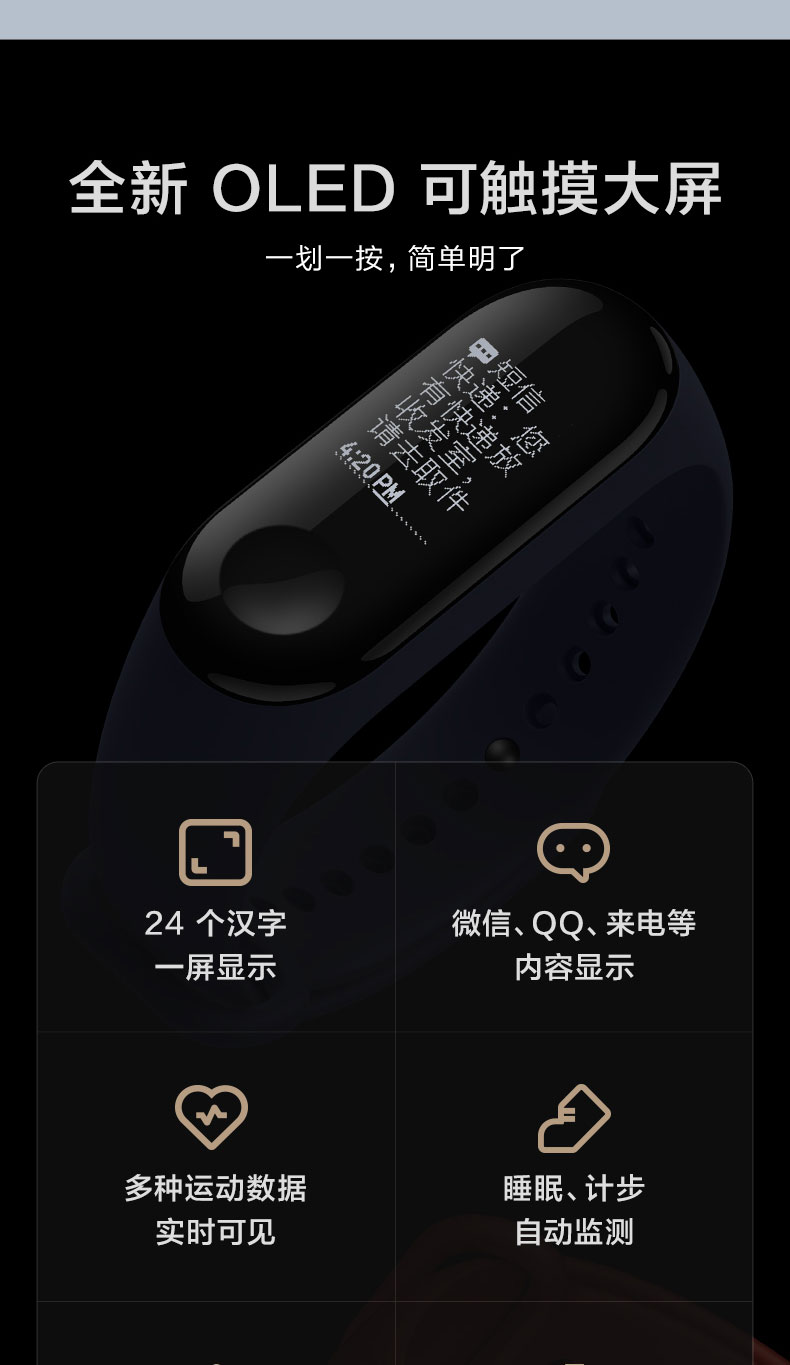 全新 OLED 可触摸大屏
一划一按，简单明了
短信
快递：您
有快递放
收发室，
请去取件
4:20PM
24 个汉字
一屏显示
微信、QQ、来电等
内容显示
多种运动数据
实时可见
睡眠、计步
自动监测